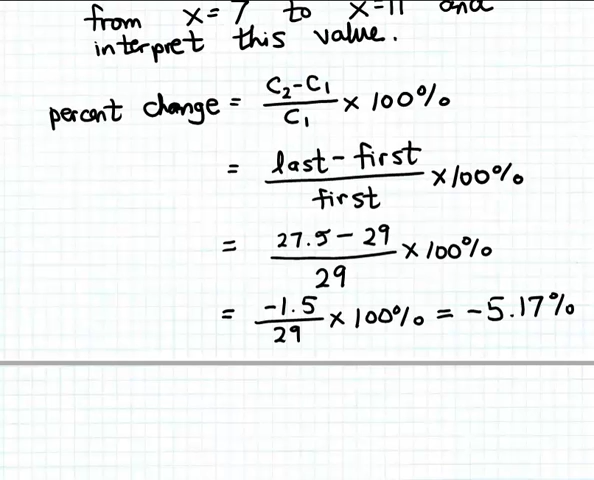 from x=7 to x=11 and
interpret this value.
percent change = C₂-C₁/C₁ × 100%
= last-first/first × 100%
= 27.5-29/29 × 100%
= -1.5/29 × 100% = -5.17%